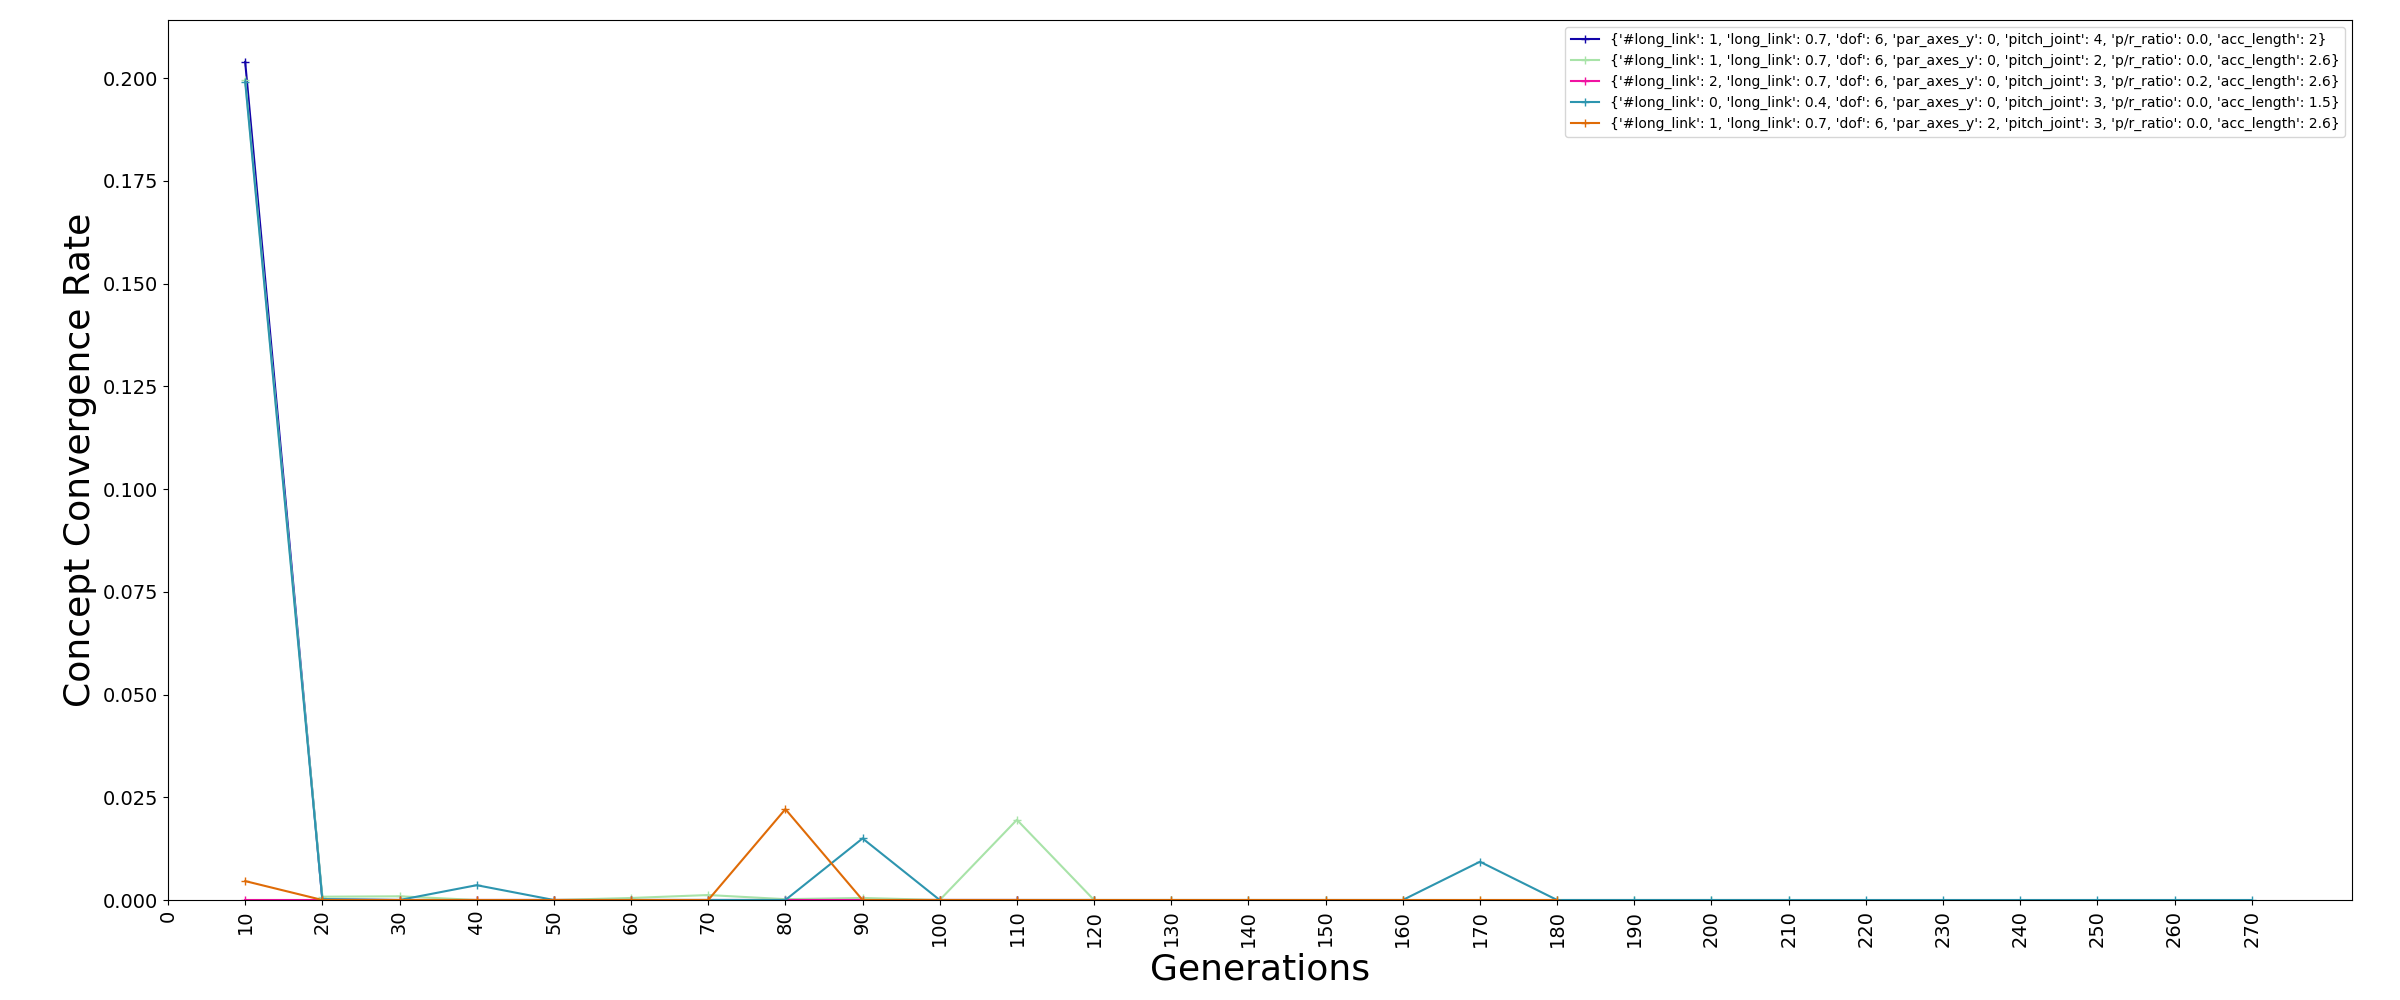 {'#long_link': 1, 'long_link': 0.7, 'dof': 6, 'par_axes_y': 0, 'pitch_joint': 4, 'p/r_ratio': 0.0, 'acc_length': 2}
{'#long_link': 1, 'long_link': 0.7, 'dof': 6, 'par_axes_y': 0, 'pitch_joint': 2, 'p/r_ratio': 0.0, 'acc_length': 2.6}
{'#long_link': 2, 'long_link': 0.7, 'dof': 6, 'par_axes_y': 0, 'pitch_joint': 3, 'p/r_ratio': 0.2, 'acc_length': 2.6}
{'#long_link': 0, 'long_link': 0.4, 'dof': 6, 'par_axes_y': 0, 'pitch_joint': 3, 'p/r_ratio': 0.0, 'acc_length': 1.5}
{'#long_link': 1, 'long_link': 0.7, 'dof': 6, 'par_axes_y': 2, 'pitch_joint': 3, 'p/r_ratio': 0.0, 'acc_length': 2.6}
Concept Convergence Rate
0.200
0.175
0.150
0.125
0.100
0.075
0.050
0.025
0.000
0 10 20 30 40 50 60 70 80 90 100 110 120 130 140 150 160 170 180 190 200 210 220 230 240 250 260 270
Generations